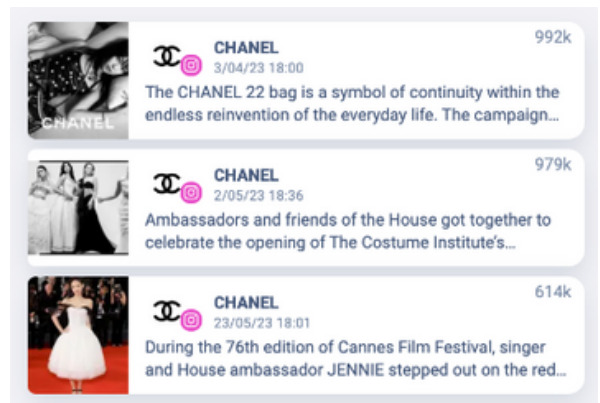 992k
CHANEL
3/04/23 18:00
The CHANEL 22 bag is a symbol of continuity within the
endless reinvention of the everyday life. The campaign...
CHANEL
979k
CHANEL
2/05/23 18:36
Ambassadors and friends of the House got together to
celebrate the opening of The Costume Institute's...
614k
CHANEL
23/05/23 18:01
During the 76th edition of Cannes Film Festival, singer
and House ambassador JENNIE stepped out on the red...